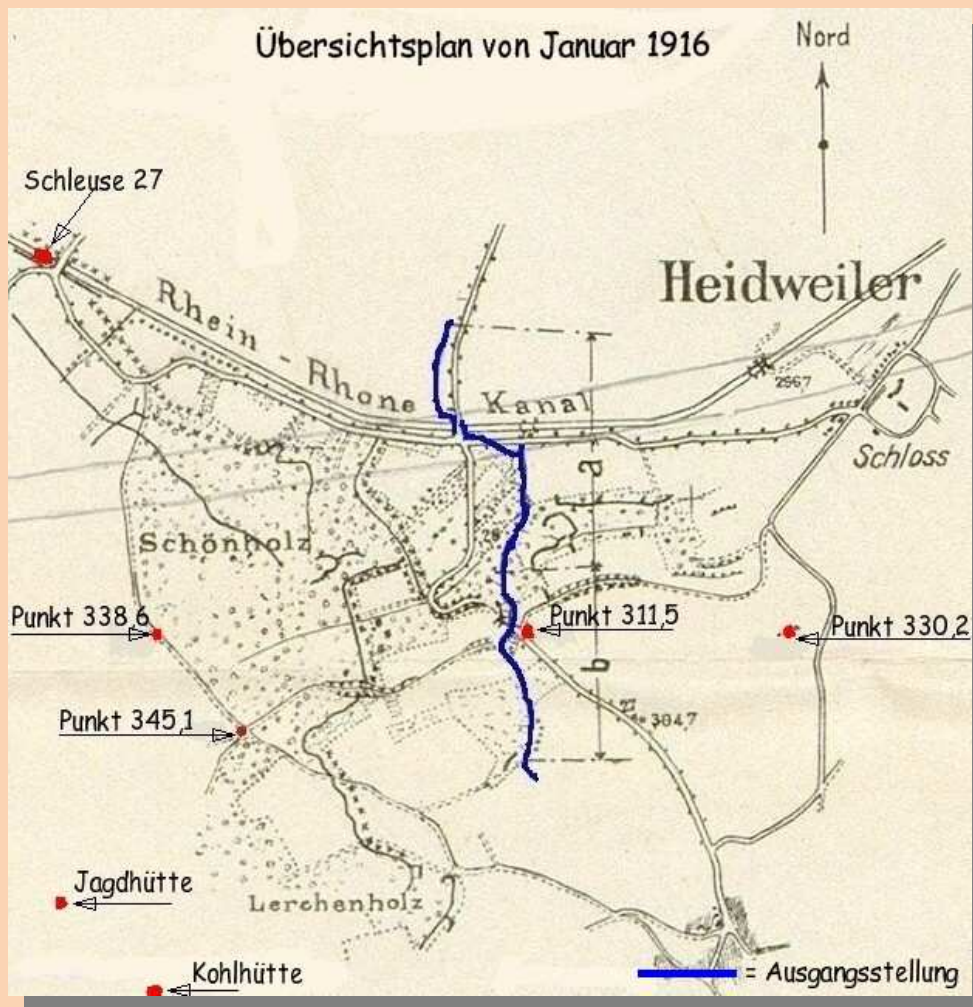 Übersichtsplan von Januar 1916
Nord
Schleuse 27
Heidweiler
Rhein - Rhone Kanal
2967
a
Schloss
Schönholz
Punkt 338,6
Punkt 311,5
Punkt 330,2
b
Punkt 345,1
3047
Jagdhütte
Lerchenholz
Kohlhütte
= Ausgangsstellung